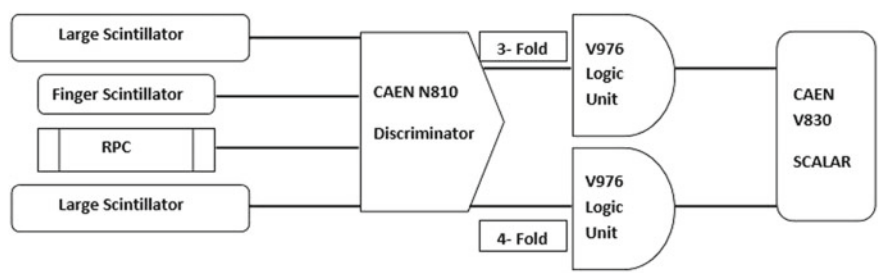 Large Scintillator
Finger Scintillator
RPC
Large Scintillator
CAEN N810
Discriminator
3- Fold
4- Fold
V976
Logic
Unit
V976
Logic
Unit
CAEN
V830
SCALAR